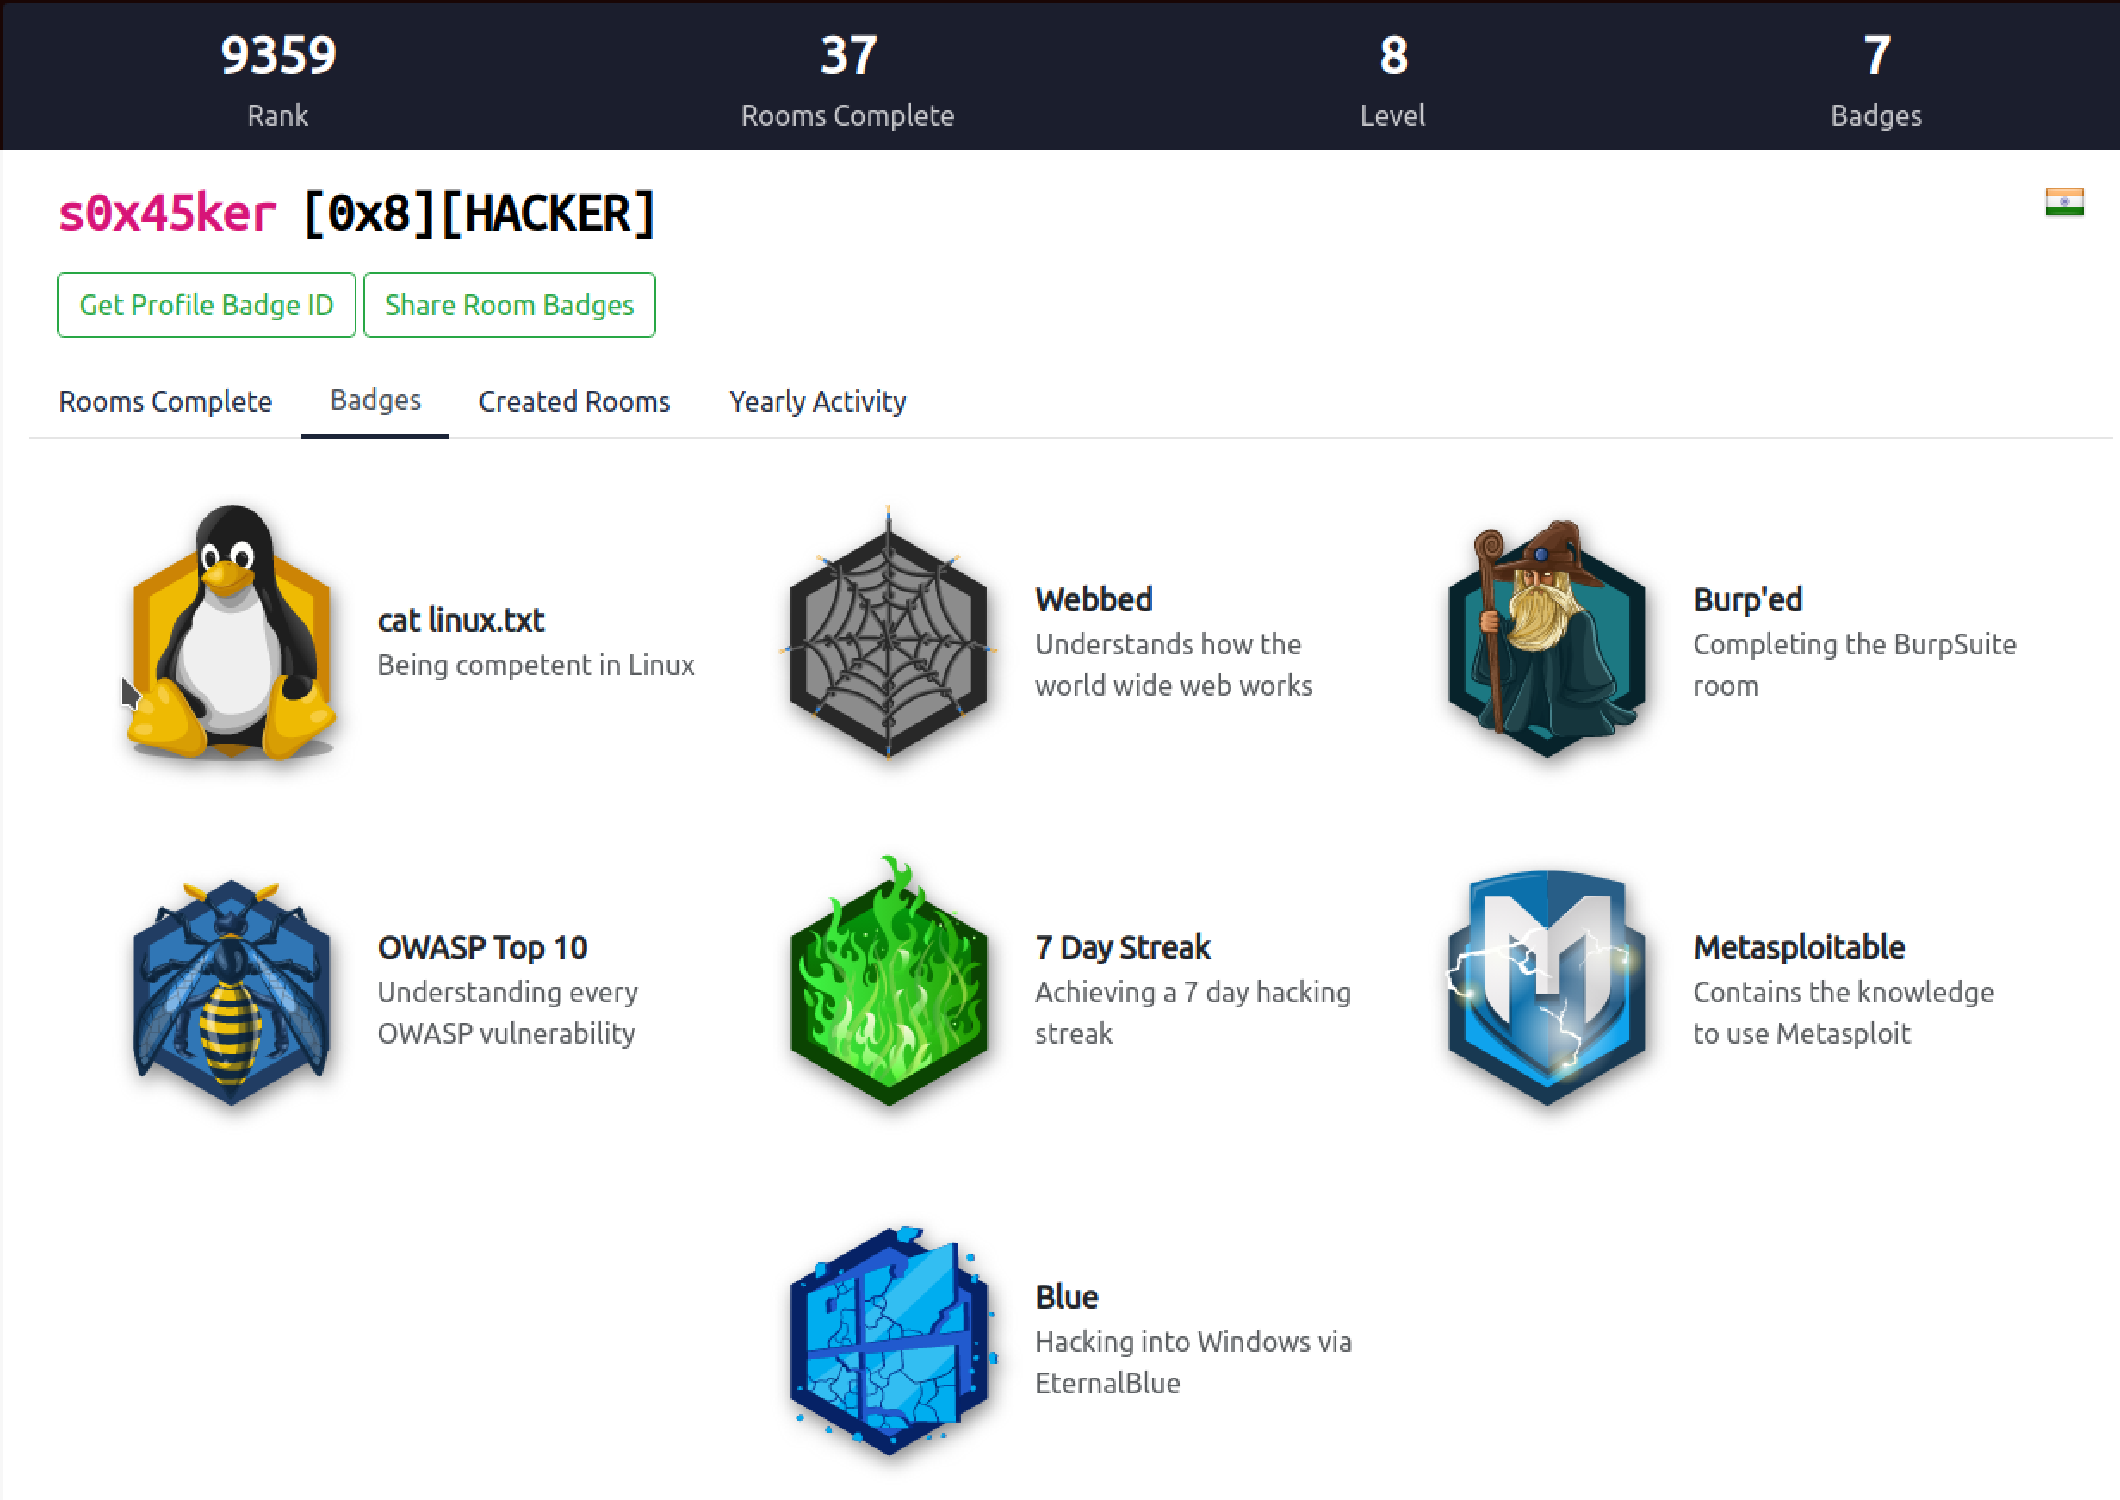 9359 37 8 7
Rank Rooms Complete Level Badges
s0x45ker [0x8][HACKER]
Get Profile Badge ID Share Room Badges
Rooms Complete Badges Created Rooms Yearly Activity
cat linux.txt
Being competent in Linux
Webbed
Understands how the
world wide web works
Burp'ed
Completing the BurpSuite
room
OWASP Top 10
Understanding every
OWASP vulnerability
7 Day Streak
Achieving a 7 day hacking
streak
M
Metasploitable
Contains the knowledge
to use Metasploit
Blue
Hacking into Windows via
EternalBlue